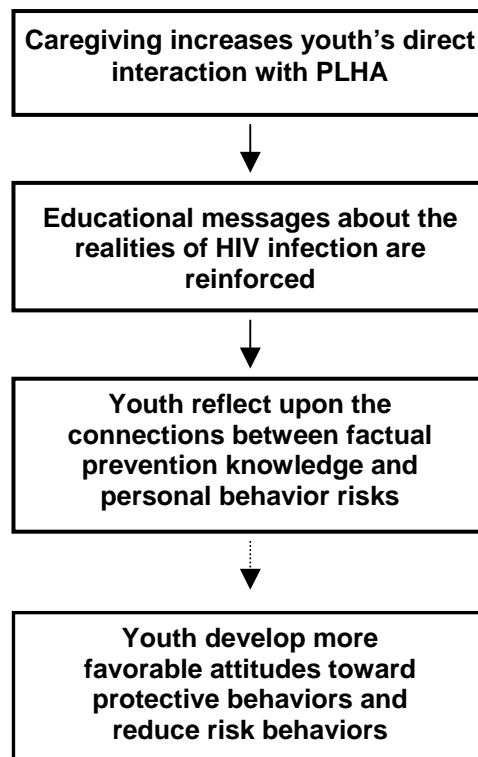 Caregiving increases youth's direct
interaction with PLHA
Educational messages about the
realities of HIV infection are
reinforced
Youth reflect upon the
connections between factual
prevention knowledge and
personal behavior risks
Youth develop more
favorable attitudes toward
protective behaviors and
reduce risk behaviors